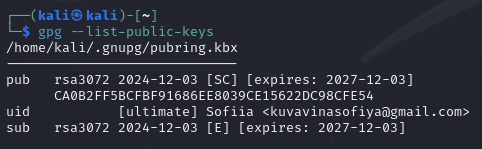 ┌──(kali㉿kali)-[~]
└─$ gpg --list-public-keys
/home/kali/.gnupg/pubring.kbx
-----------------------------
pub   rsa3072 2024-12-03 [SC] [expires: 2027-12-03]
      CA0B2FF5BCFBF91686EE8039CE15622DC98CFE54
uid           [ultimate] Sofiia <kuvavinasofiya@gmail.com>
sub   rsa3072 2024-12-03 [E] [expires: 2027-12-03]